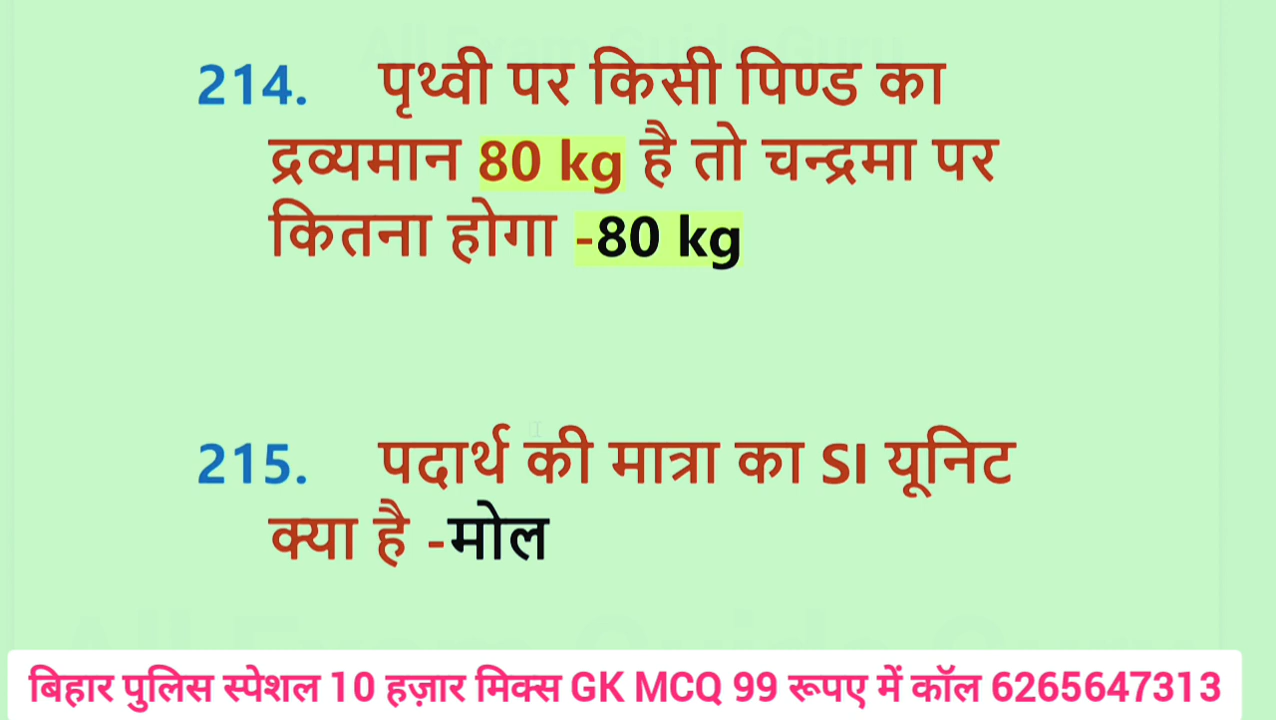 214. पृथ्वी पर किसी पिण्ड का
द्रव्यमान 80 kg है तो चन्द्रमा पर
कितना होगा -80 kg
215. पदार्थ की मात्रा का SI यूनिट
क्या है -मोल
बिहार पुलिस स्पेशल 10 हज़ार मिक्स GK MCQ 99 रूपए में कॉल 6265647313